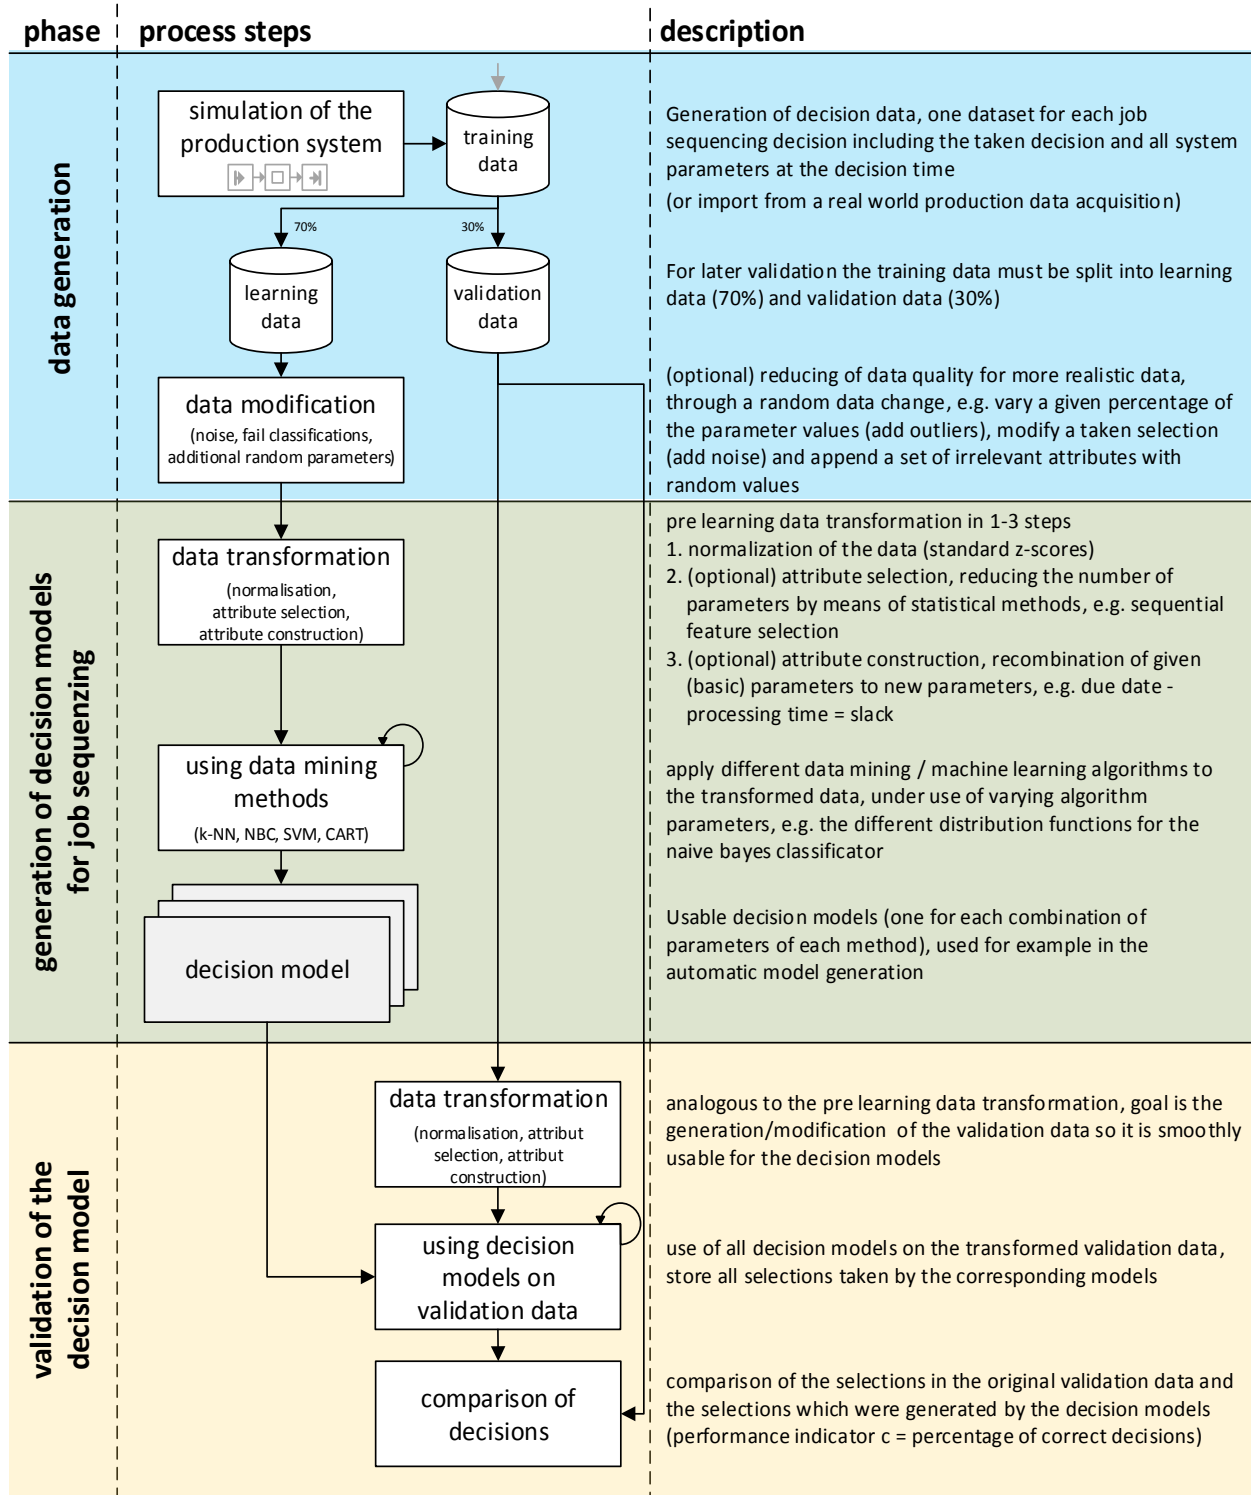 phase
process steps
description
data generation
simulation of the
production system
training
data
70%
30%
learning
data
validation
data
data modification
(noise, fail classifications,
additional random parameters)
Generation of decision data, one dataset for each job
sequencing decision including the taken decision and all system
parameters at the decision time
(or import from a real world production data acquisition)
For later validation the training data must be split into learning
data (70%) and validation data (30%)
(optional) reducing of data quality for more realistic data,
through a random data change, e.g. vary a given percentage of
the parameter values (add outliers), modify a taken selection
(add noise) and append a set of irrelevant attributes with
random values
generation of decision models
for job sequenzing
data transformation
(normalisation,
attribute selection,
attribute construction)
using data mining
methods
(k-NN, NBC, SVM, CART)
decision model
pre learning data transformation in 1-3 steps
1. normalization of the data (standard z-scores)
2. (optional) attribute selection, reducing the number of
parameters by means of statistical methods, e.g. sequential
feature selection
3. (optional) attribute construction, recombination of given
(basic) parameters to new parameters, e.g. due date -
processing time = slack
apply different data mining / machine learning algorithms to
the transformed data, under use of varying algorithm
parameters, e.g. the different distribution functions for the
naive bayes classificator
Usable decision models (one for each combination of
parameters of each method), used for example in the
automatic model generation
validation of the
decision model
data transformation
(normalisation, attribut
selection, attribut
construction)
using decision
models on
validation data
comparison of
decisions
analogous to the pre learning data transformation, goal is the
generation/modification of the validation data so it is smoothly
usable for the decision models
use of all decision models on the transformed validation data,
store all selections taken by the corresponding models
comparison of the selections in the original validation data and
the selections which were generated by the decision models
(performance indicator c = percentage of correct decisions)